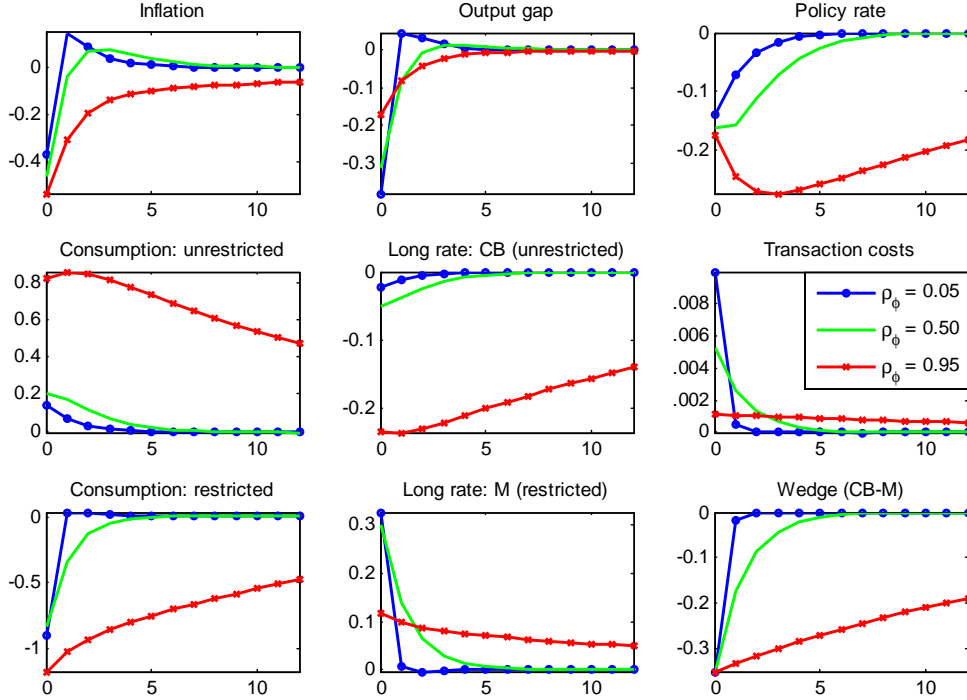 Inflation
Output gap
Policy rate
0
-0.2
-0.4
0 5 10
0
-0.1
-0.2
-0.3
0 5 10
0
-0.1
-0.2
0 5 10
Consumption: unrestricted
Long rate: CB (unrestricted)
Transaction costs
0.8
0.6
0.4
0.2
0
0 5 10
0
-0.1
-0.2
0 5 10
.008
.006
.004
.002
0
0 5 10
ρϕ = 0.05
ρϕ = 0.50
ρϕ = 0.95
Consumption: restricted
Long rate: M (restricted)
Wedge (CB-M)
0
-0.5
-1
0 5 10
0.3
0.2
0.1
0
0 5 10
0
-0.1
-0.2
-0.3
0 5 10